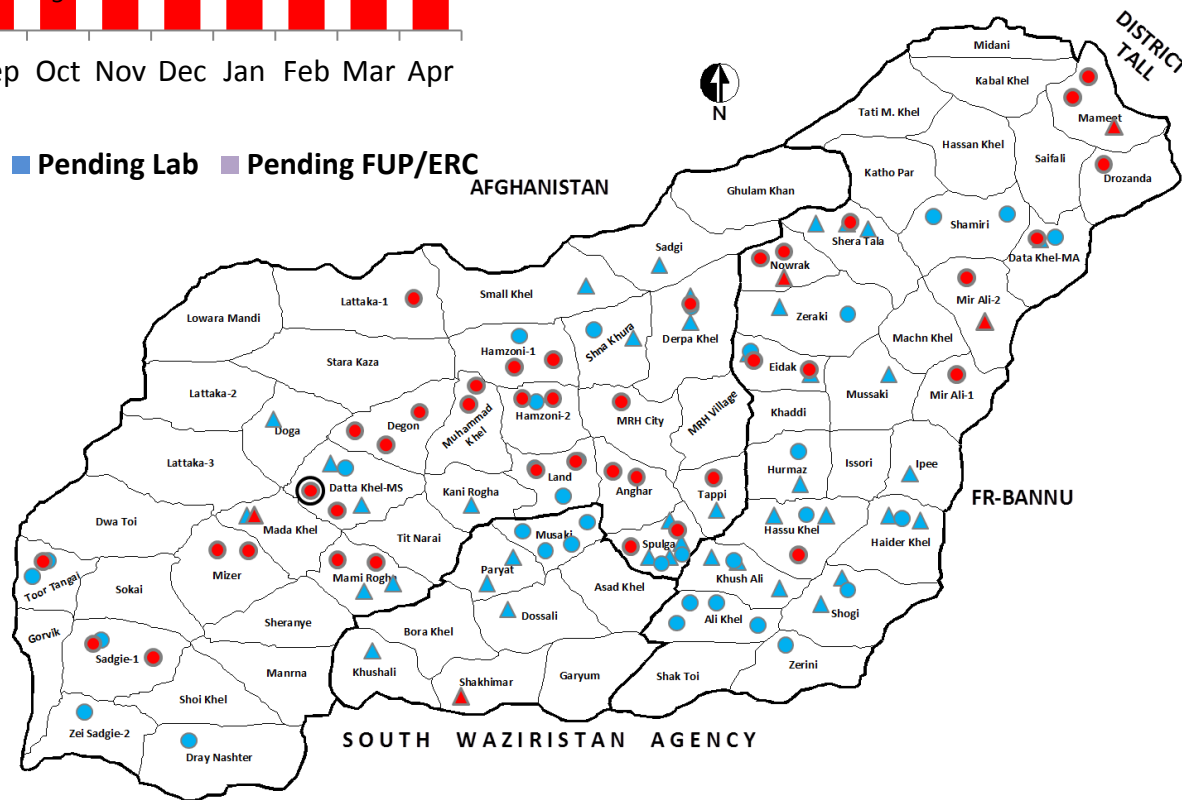 Oct Nov Dec Jan Feb Mar Apr
Pending Lab Pending FUP/ERC
N
DISTRICT
TALL
AFGHANISTAN
FR-BANNU
SOUTH WAZIRISTAN AGENCY
Midani
Kabal Khel
Tati M. Khel
Mameet
Hassan Khel
Saifali
Katho Par
Drozanda
Ghulam Khan
Shamiri
Shera Tala
Data Khel-MA
Sadgi
Nowrak
Small Khel
Lattaka-1
Mir Ali-2
Lowara Mandi
Zeraki
Shna Khura
Derpa Khel
Machn Khel
Hamzoni-1
Stara Kaza
Eidak
Lattaka-2
Mussaki
Mir Ali-1
Khaddi
MRH Village
Hamzoni-2
MRH City
Muhammad
Khel
Degon
Doga
Lattaka-3
Hurmaz
Issori
Ipee
Land
Anghar
Tappi
Datta Khel-MS
Kani Rogha
Dwa Toi
Mada Khel
Tit Narai
Musaki
Hassu Khel
Haider Khel
Spulga
Paryat
Mizer
Mami Rogha
Khush Ali
Toor Tangai
Sokai
Asad Khel
Dossali
Shogi
Ali Khel
Sheranye
Gorvik
Bora Khel
Sadgie-1
Zerini
Manrna
Khushali
Shakhimar
Garyum
Shak Toi
Shoi Khel
Zei Sadgie-2
Dray Nashter